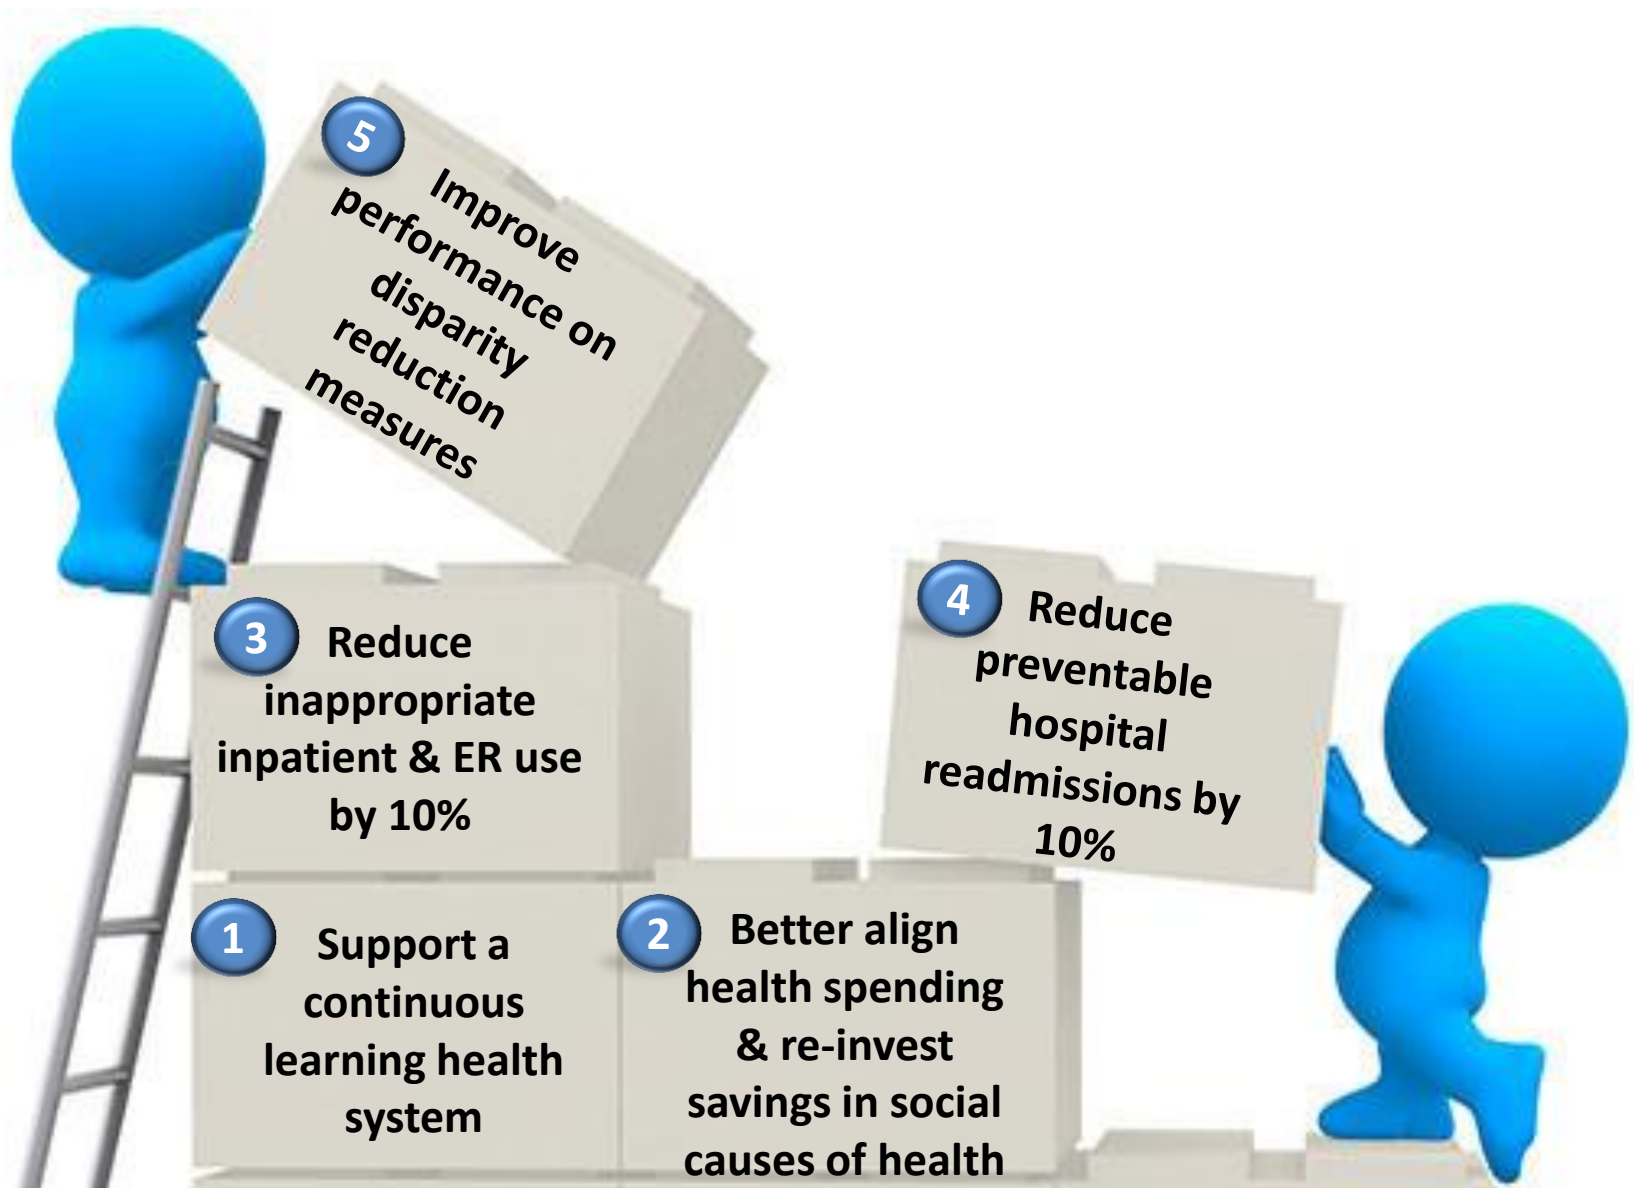 5
Improve
performance on
disparity
reduction
measures
3
Reduce
inappropriate
inpatient & ER use
by 10%
4
Reduce
preventable
hospital
readmissions by
10%
1
Support a
continuous
learning health
system
2
Better align
health spending
& re-invest
savings in social
causes of health